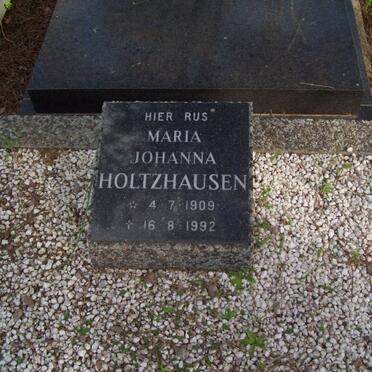 HIER RUS
MARIA
JOHANNA
HOLTZHAUSEN
☆ 4·7·1909
† 16·8·1992